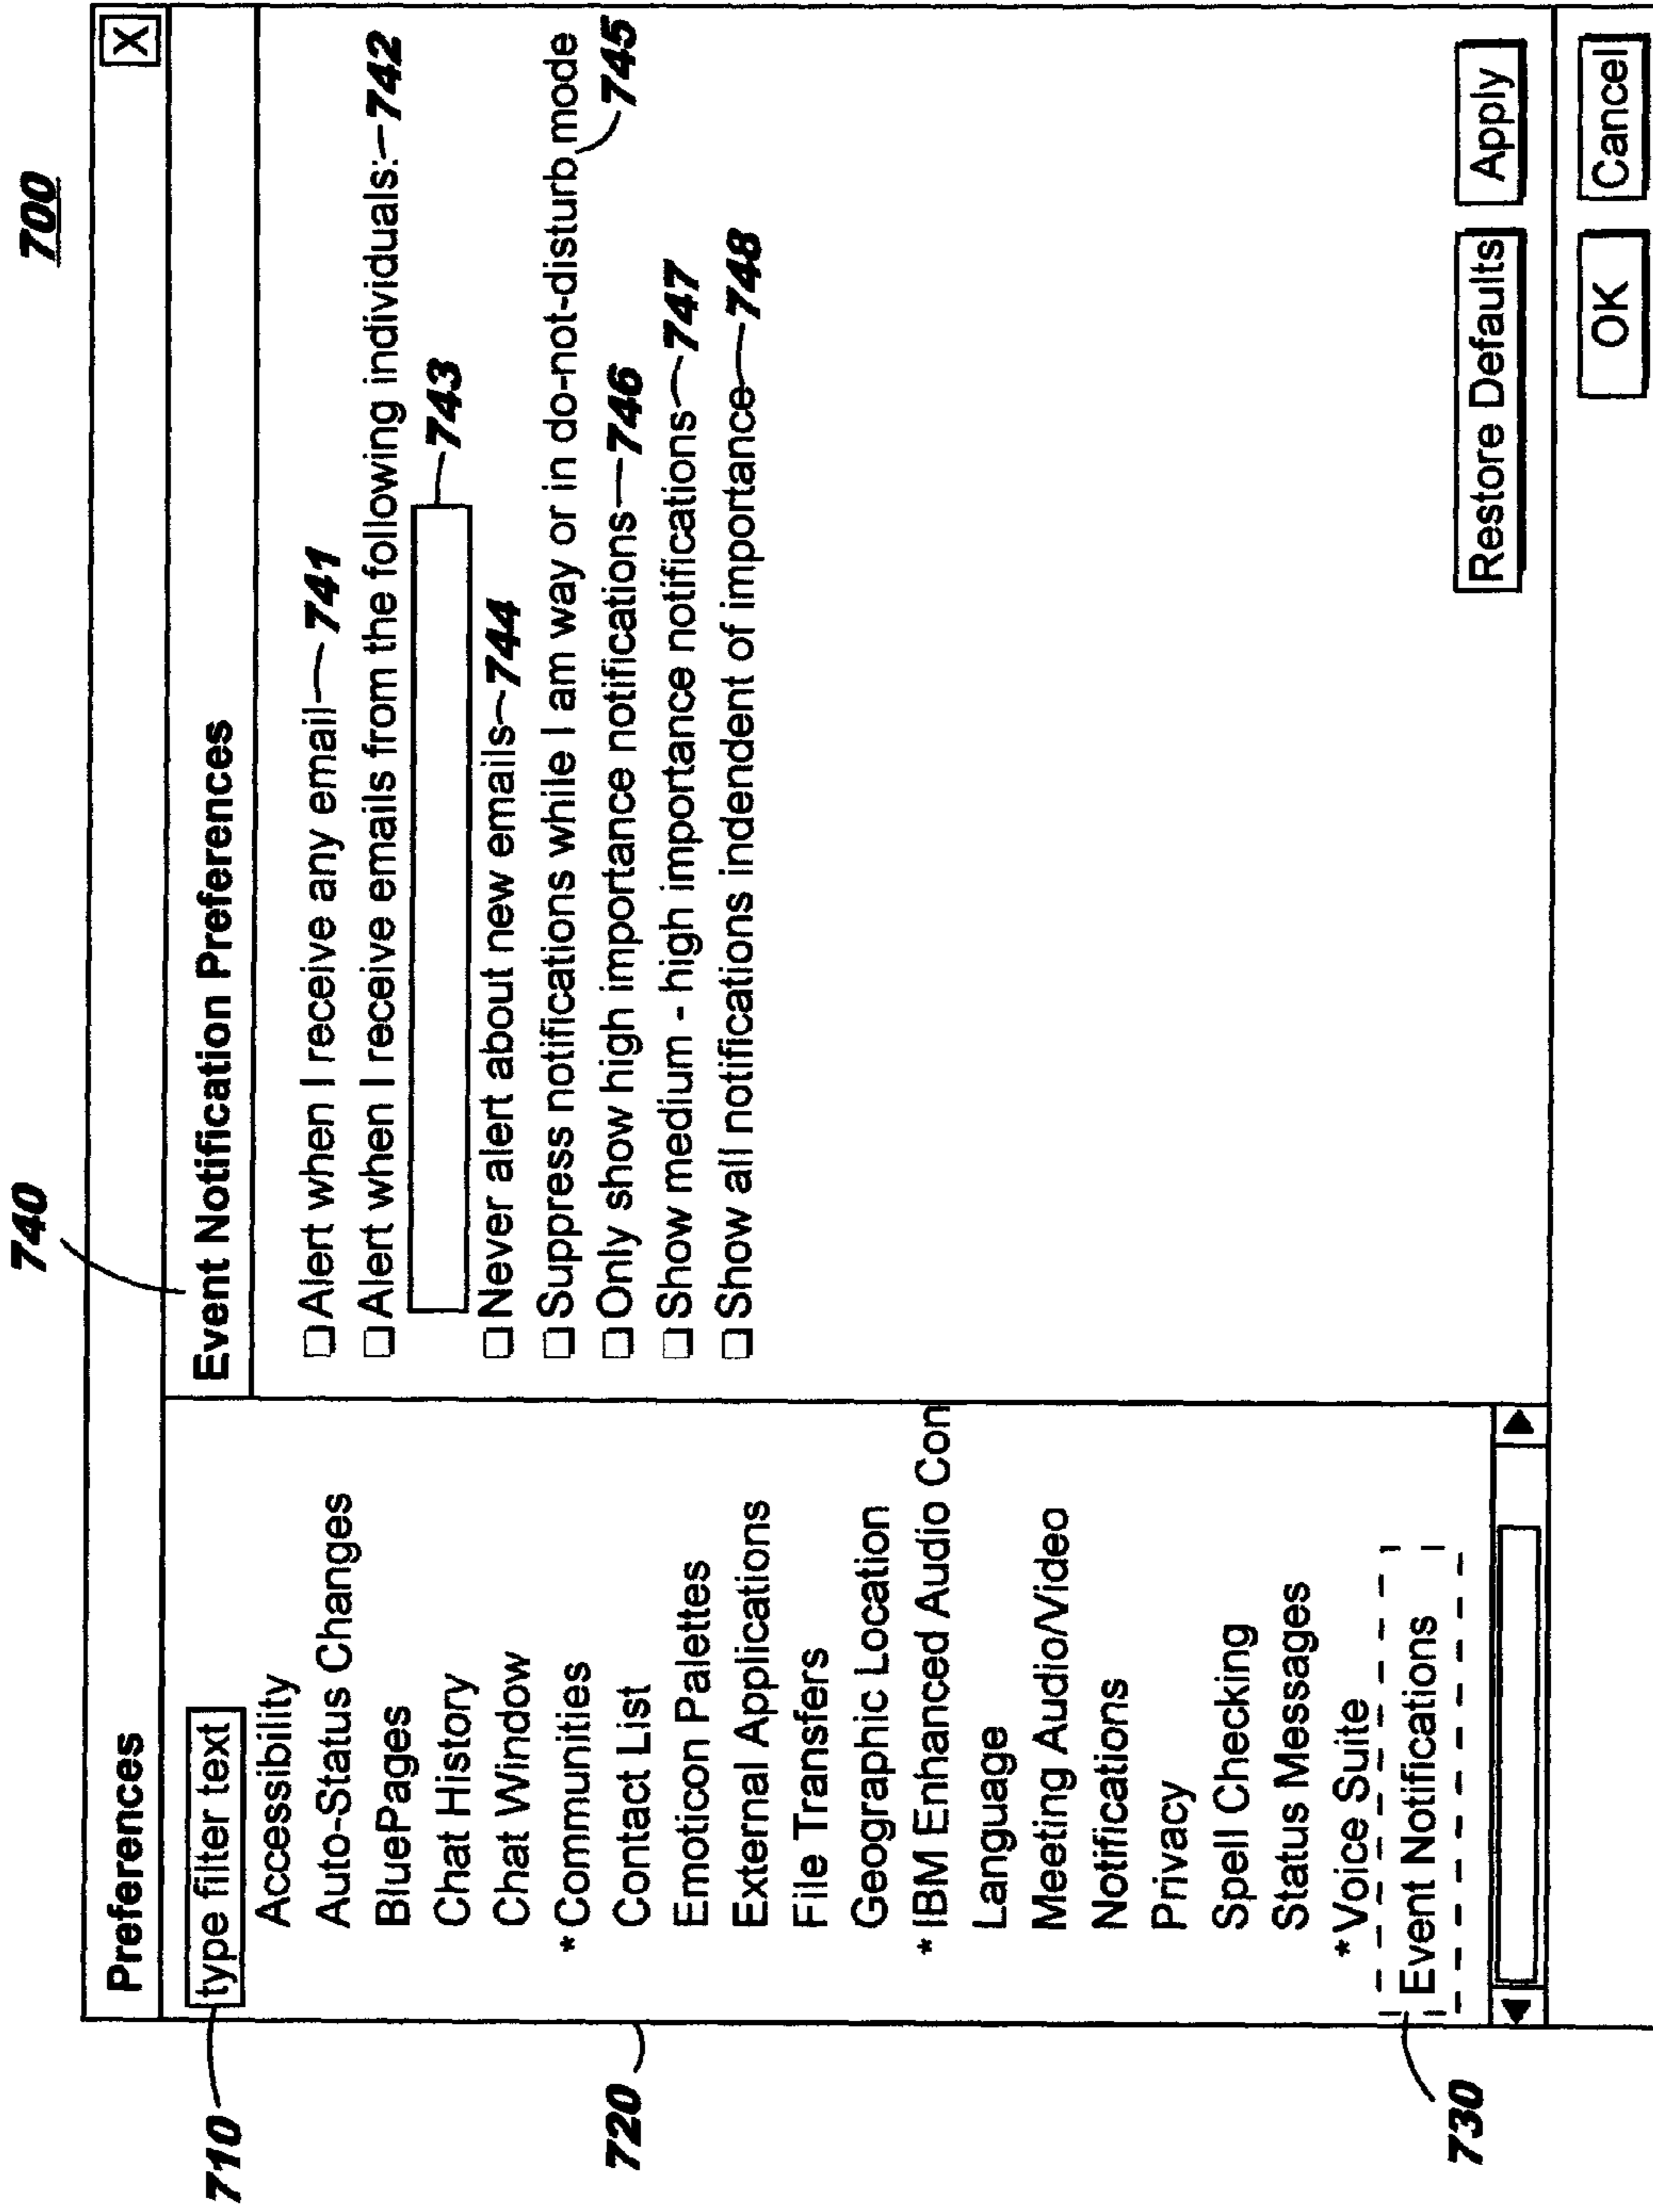 700
740
Preferences
X
710
type filter text
Event Notification Preferences
Accessibility
Auto-Status Changes
BluePages
Chat History
Chat Window
*Communities
Contact List
Emoticon Palettes
External Applications
File Transfers
Geographic Location
*IBM Enhanced Audio Con
Language
Meeting Audio/Video
Notifications
Privacy
Spell Checking
Status Messages
*Voice Suite
Event Notifications
720
730
Alert when I receive any email 741
Alert when I receive emails from the following individuals: 742
743
Never alert about new emails 744
Suppress notifications while I am way or in do-not-disturb mode 745
Only show high importance notifications 746
Show medium - high importance notifications 747
Show all notifications indendent of importance 748
Restore Defaults Apply
OK Cancel